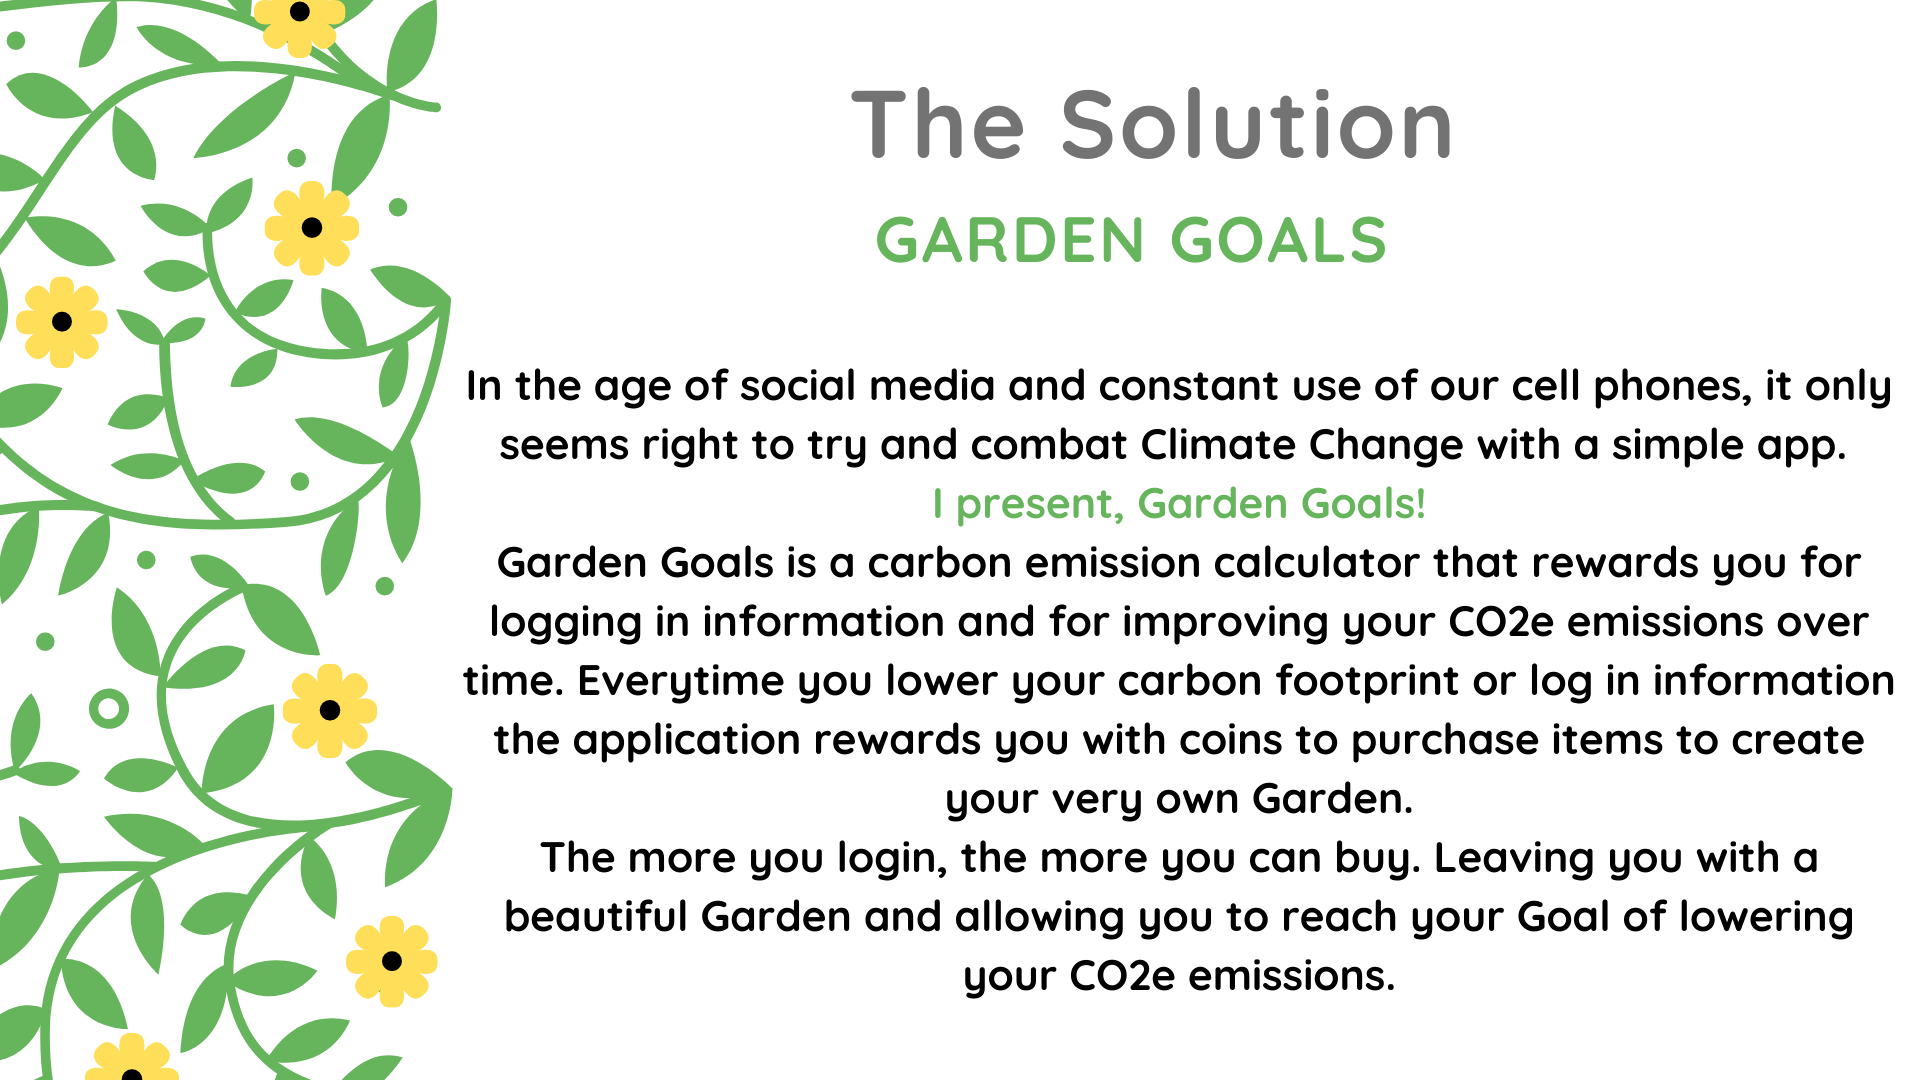 The Solution
GARDEN GOALS
In the age of social media and constant use of our cell phones, it only
seems right to try and combat Climate Change with a simple app.
I present, Garden Goals!
Garden Goals is a carbon emission calculator that rewards you for
logging in information and for improving your CO2e emissions over
time. Everytime you lower your carbon footprint or log in information
the application rewards you with coins to purchase items to create
your very own Garden.
The more you login, the more you can buy. Leaving you with a
beautiful Garden and allowing you to reach your Goal of lowering
your CO2e emissions.